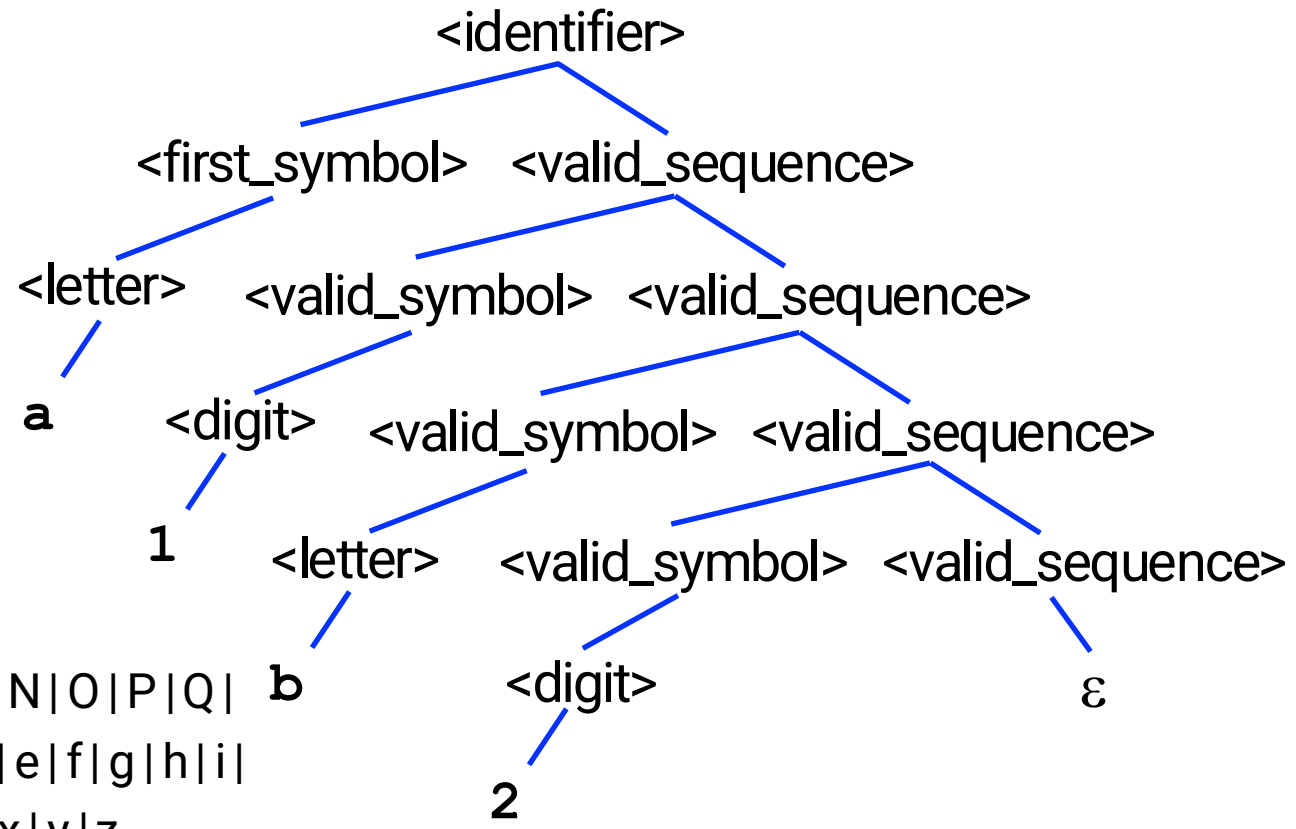 <identifier>
<first_symbol> <valid_sequence>
<letter> <valid_symbol> <valid_sequence>
a <digit> <valid_symbol> <valid_sequence>
1 <letter> <valid_symbol> <valid_sequence>
N|O|P|Q| b <digit> ε
|e|f|g|h|i|
2
x|y|z